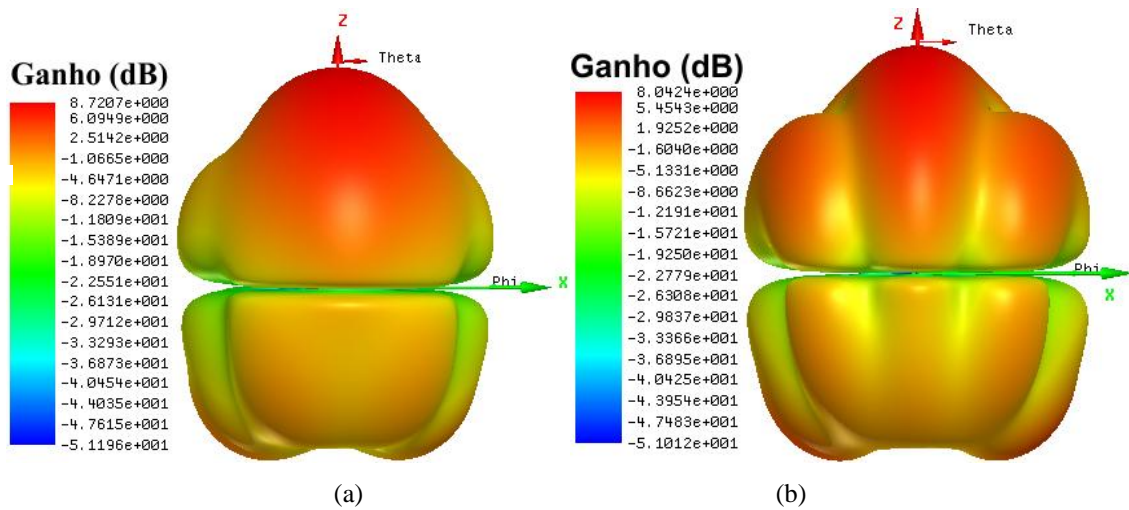 Z
Theta
Ganho (dB)
8.7207e+000
6.0949e+000
2.5142e+000
-1.0665e+000
-4.6471e+000
-8.2278e+000
-1.1809e+001
-1.5389e+001
-1.8970e+001
-2.2551e+001
-2.6131e+001
-2.9712e+001
-3.3293e+001
-3.6873e+001
-4.0454e+001
-4.4035e+001
-4.7615e+001
-5.1196e+001
Phi
X
(a)
Z
Theta
Ganho (dB)
8.0424e+000
5.4543e+000
1.9252e+000
-1.6040e+000
-5.1331e+000
-8.6623e+000
-1.2191e+001
-1.5721e+001
-1.9250e+001
-2.2779e+001
-2.6308e+001
-2.9837e+001
-3.3366e+001
-3.6895e+001
-4.0425e+001
-4.3954e+001
-4.7483e+001
-5.1012e+001
Phi
X
(b)